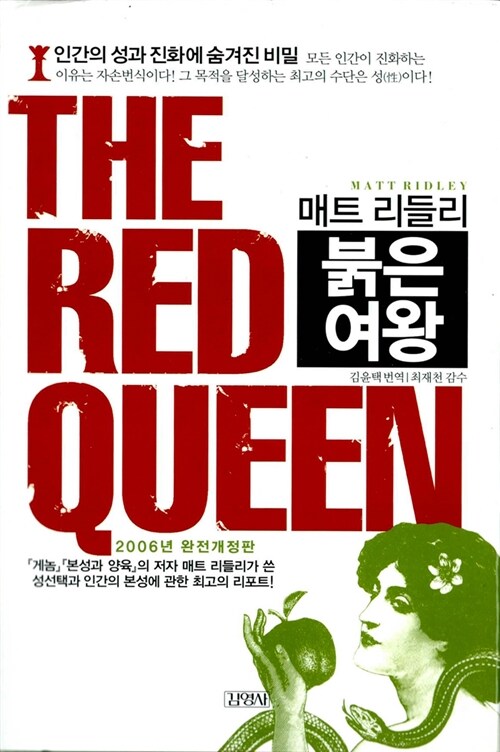 인간의 성과 진화에 숨겨진 비밀 모든 인간이 진화하는
이유는 자손번식이다! 그 목적을 달성하는 최고의 수단은 성(性)이다!
THE
RED
QUEEN
MATT RIDLEY
매트 리들리
붉은
여왕
김윤택 번역 | 최재천 감수
2006년 완전개정판
『게놈』『본성과 양육』의 저자 매트 리들리가 쓴
성선택과 인간의 본성에 관한 최고의 리포트!
김영사